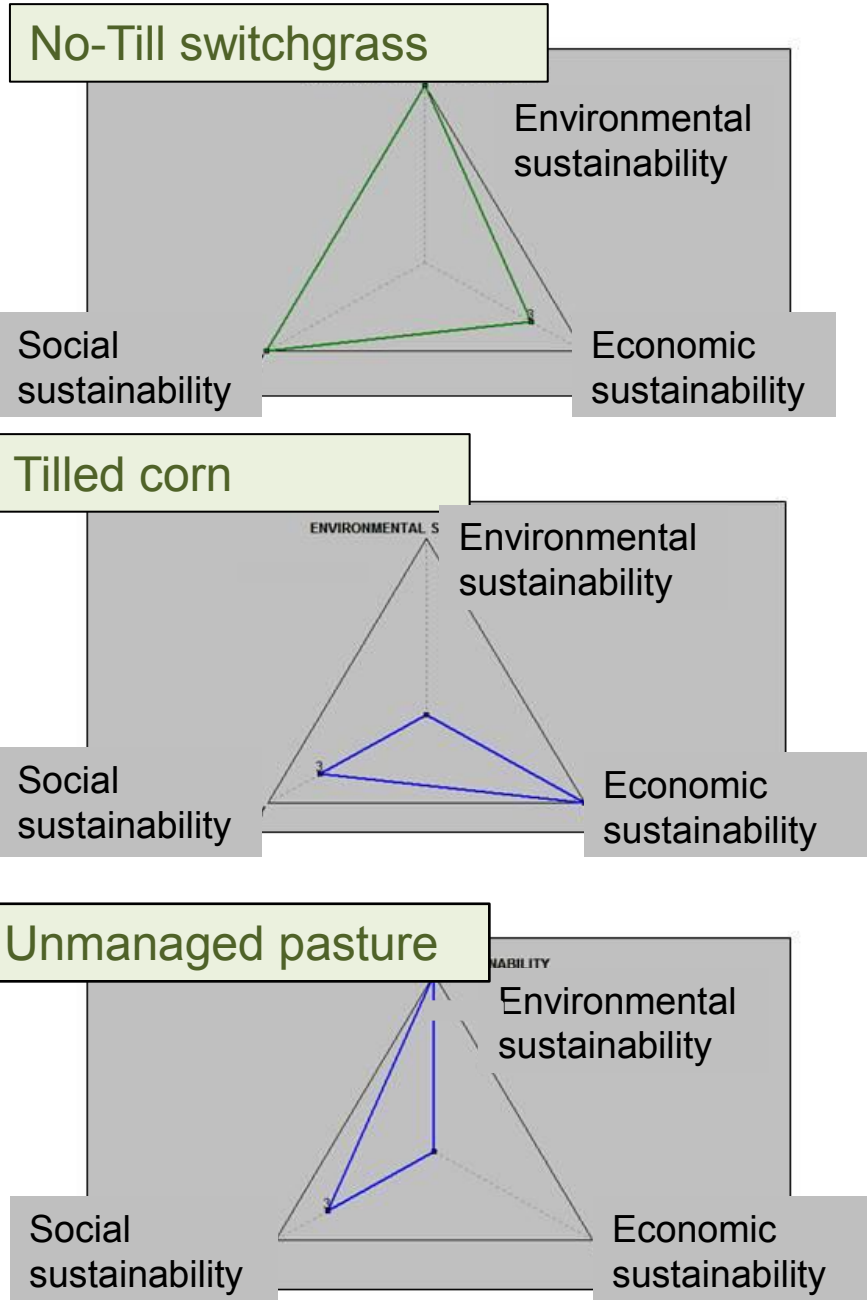 No-Till switchgrass
Environmental
sustainability
3
Social
sustainability
Economic
sustainability
Tilled corn
ENVIRONMENTAL S
Environmental
sustainability
3
Social
sustainability
Economic
sustainability
Unmanaged pasture
NABILITY
Environmental
sustainability
3
Social
sustainability
Economic
sustainability